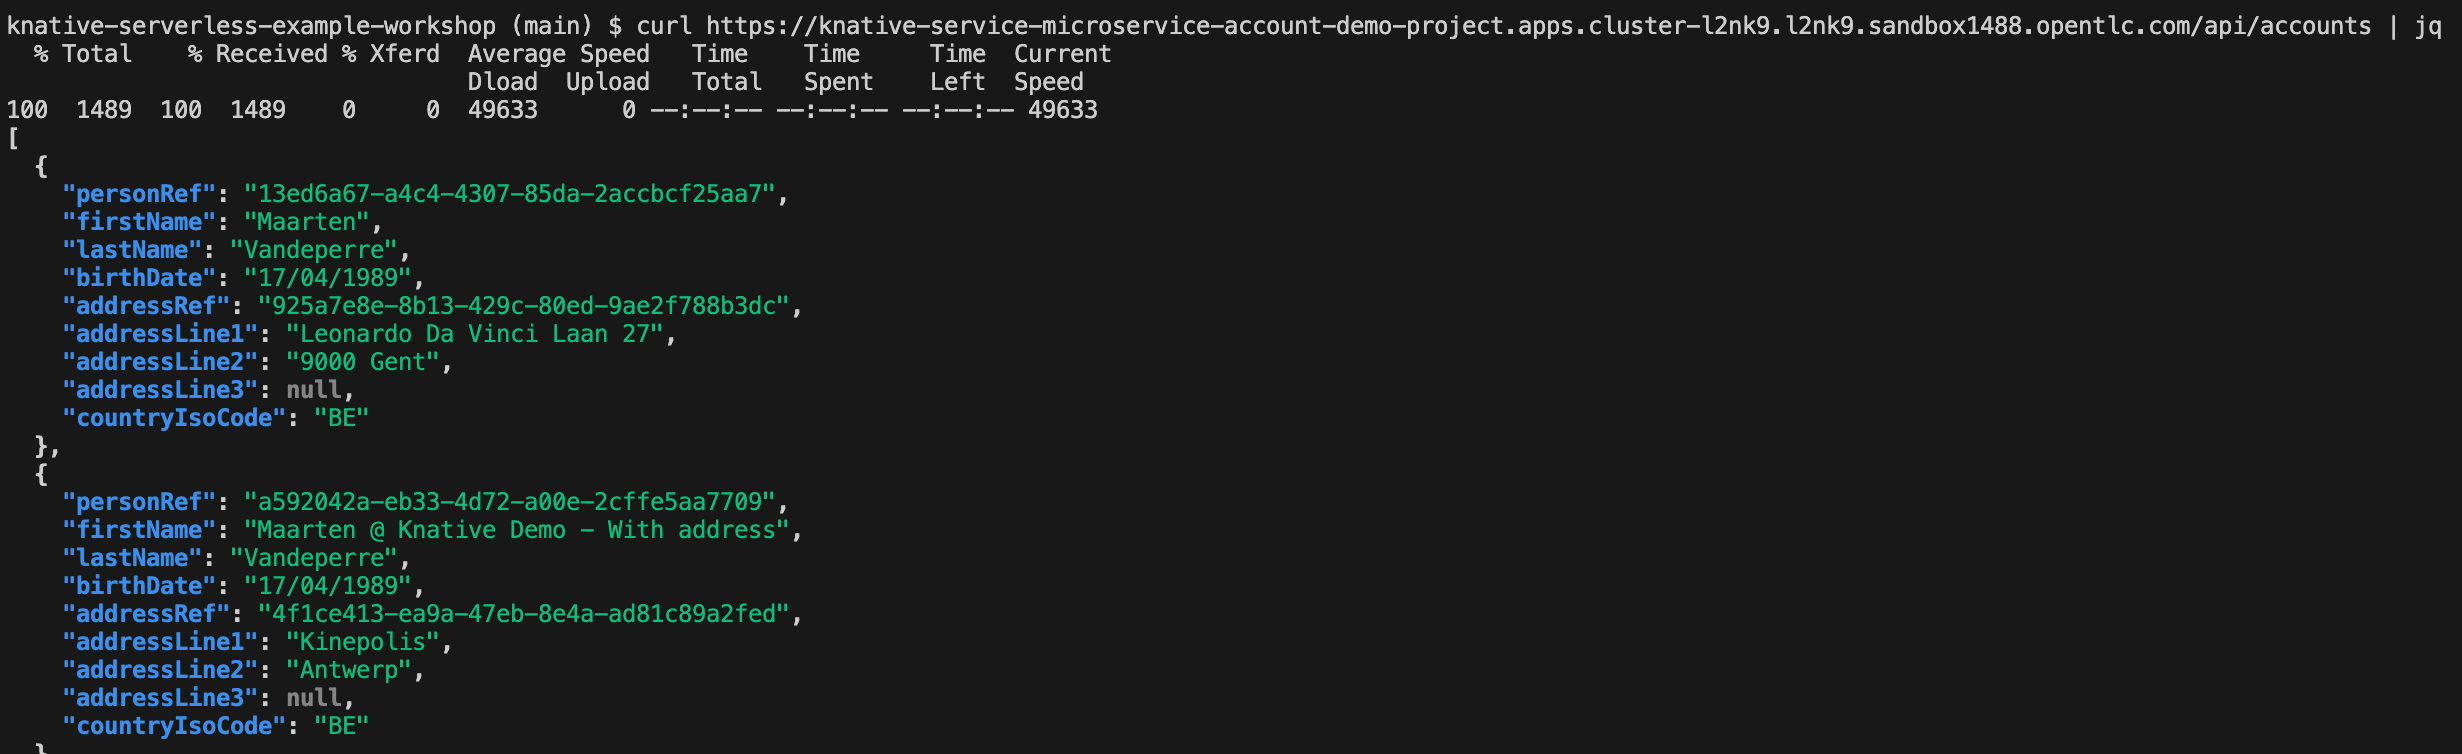 knative-serverless-example-workshop (main) $ curl https://knative-service-microservice-account-demo-project.apps.cluster-l2nk9.l2nk9.sandbox1488.opentlc.com/api/accounts | jq
  % Total    % Received % Xferd  Average Speed   Time    Time     Time  Current
                                 Dload  Upload   Total   Spent    Left  Speed
100  1489  100  1489    0     0  49633      0 --:--:-- --:--:-- --:--:-- 49633
[
  {
    "personRef": "13ed6a67-a4c4-4307-85da-2accbcf25aa7",
    "firstName": "Maarten",
    "lastName": "Vandeperre",
    "birthDate": "17/04/1989",
    "addressRef": "925a7e8e-8b13-429c-80ed-9ae2f788b3dc",
    "addressLine1": "Leonardo Da Vinci Laan 27",
    "addressLine2": "9000 Gent",
    "addressLine3": null,
    "countryIsoCode": "BE"
  },
  {
    "personRef": "a592042a-eb33-4d72-a00e-2cffe5aa7709",
    "firstName": "Maarten @ Knative Demo - With address",
    "lastName": "Vandeperre",
    "birthDate": "17/04/1989",
    "addressRef": "4f1ce413-ea9a-47eb-8e4a-ad81c89a2fed",
    "addressLine1": "Kinepolis",
    "addressLine2": "Antwerp",
    "addressLine3": null,
    "countryIsoCode": "BE"
  }